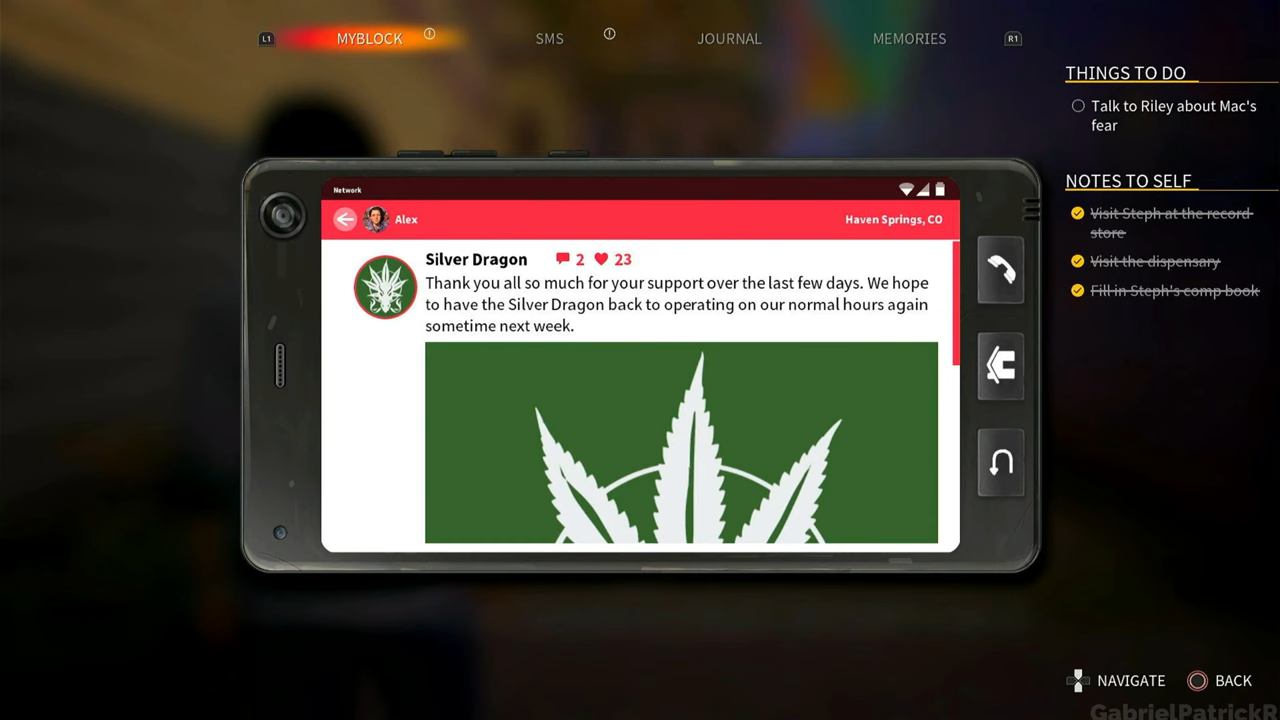 L1
MYBLOCK
SMS
JOURNAL
MEMORIES
R1
THINGS TO DO
Talk to Riley about Mac's
fear
NOTES TO SELF
Visit Steph at the record
store
Visit the dispensary
Fill in Steph's comp book
Network
Alex
Haven Springs, CO
Silver Dragon 2 23
Thank you all so much for your support over the last few days. We hope
to have the Silver Dragon back to operating on our normal hours again
sometime next week.
NAVIGATE
BACK
GabrielPatrickR